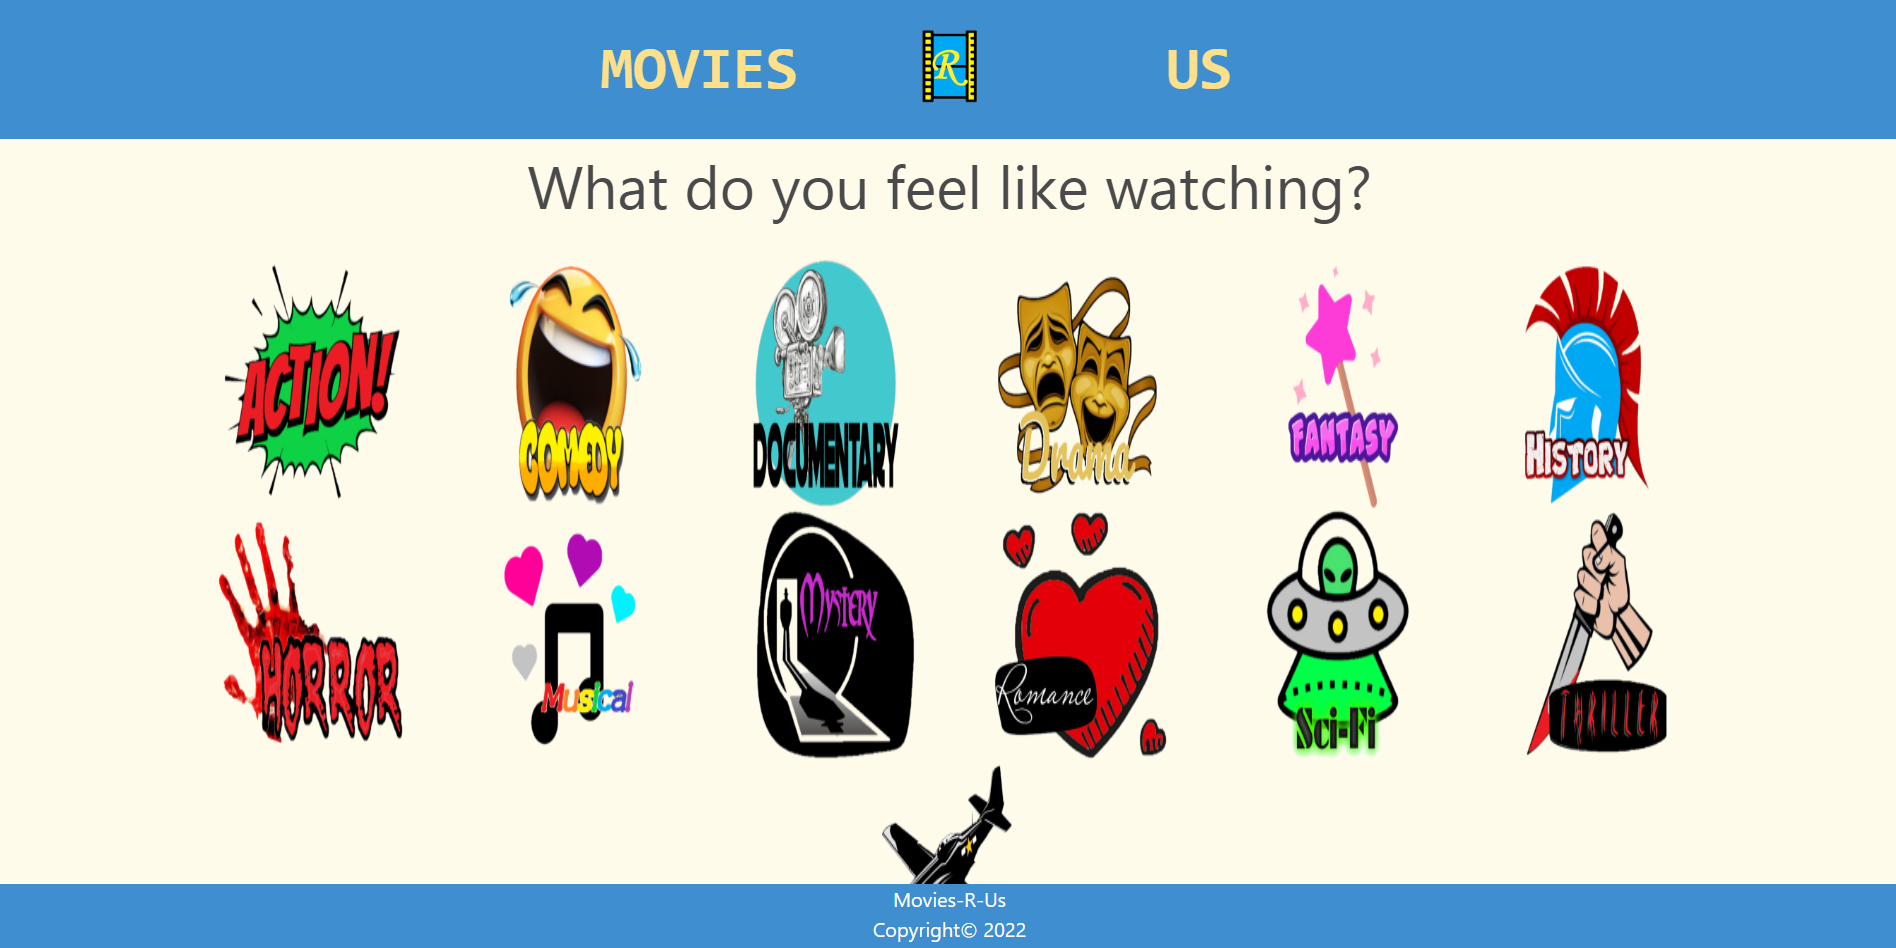 MOVIES R US
What do you feel like watching?
ACTION!
COMEDY
DOCUMENTARY
Drama
FANTASY
HISTORY
HORROR
Musical
MYSTERY
Romance
Sci-Fi
THRILLER
Movies-R-Us
Copyright© 2022